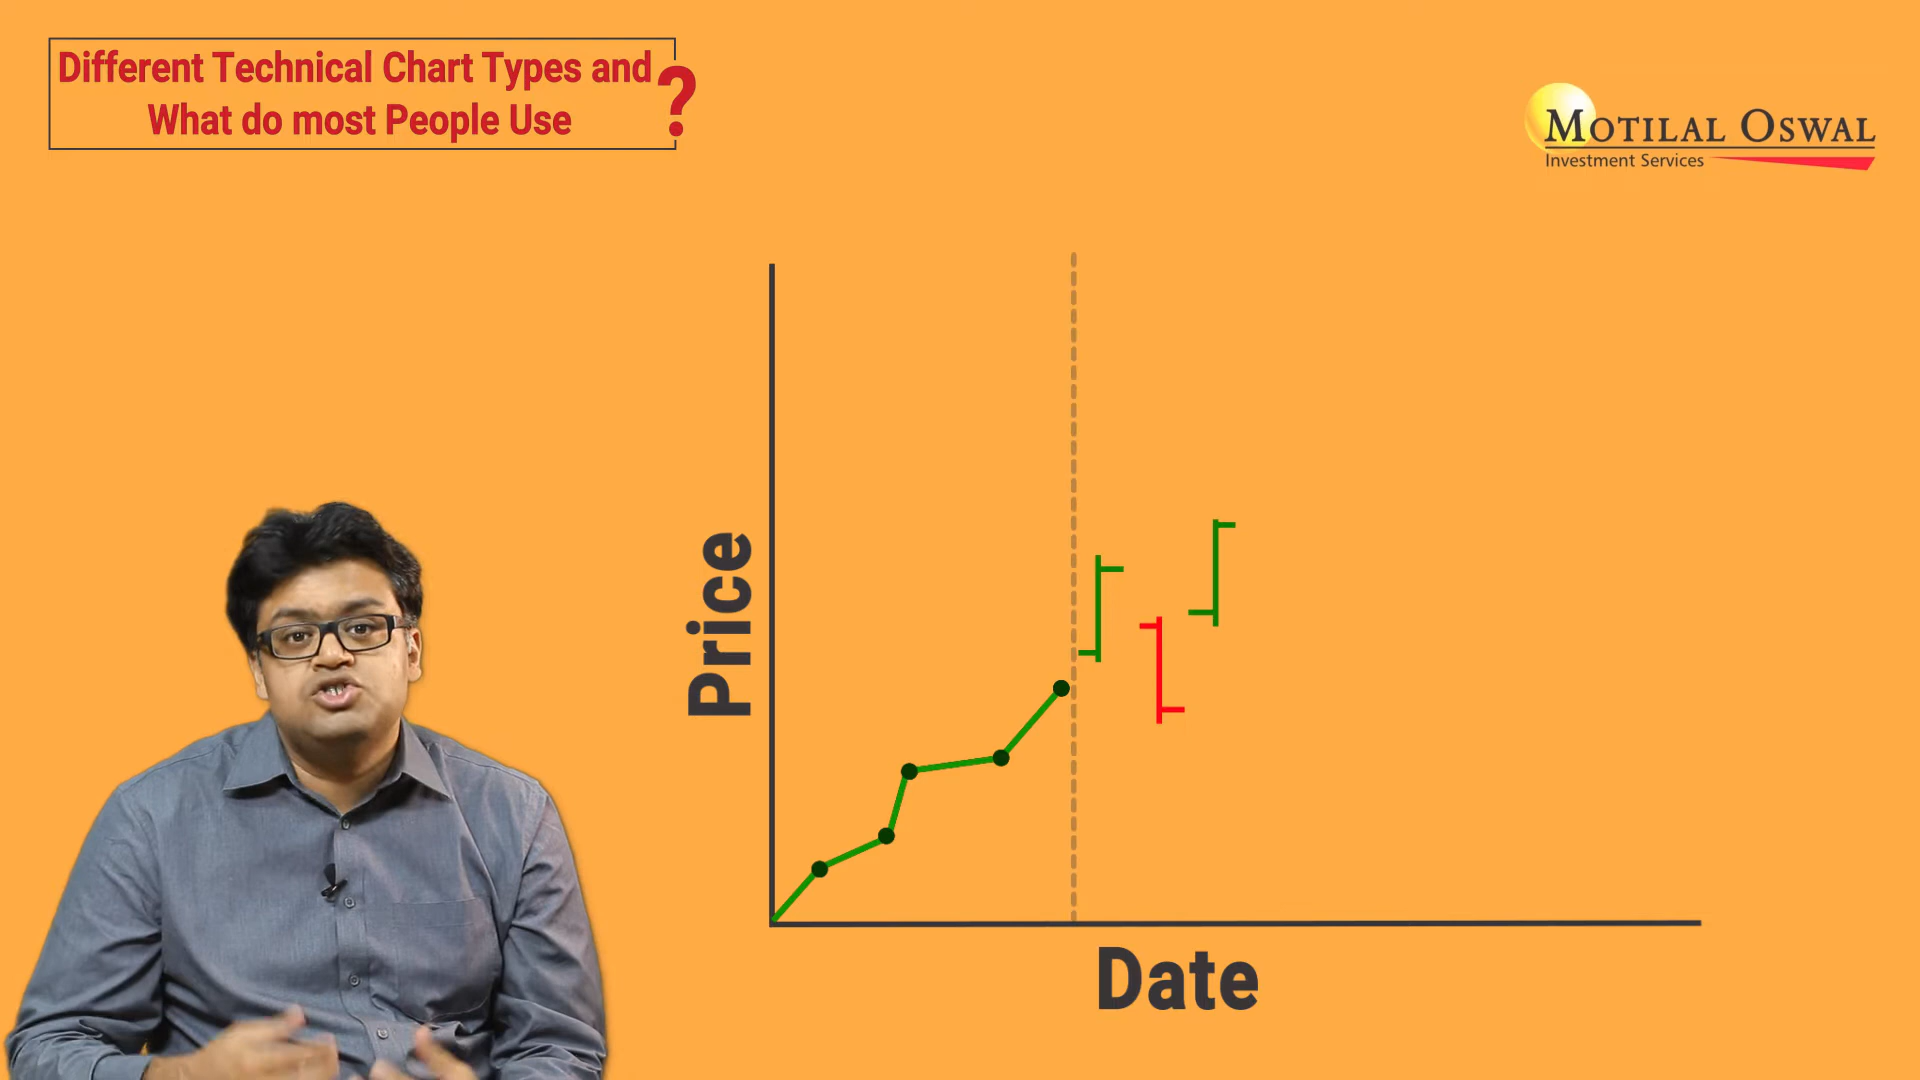 Different Technical Chart Types and
What do most People Use ?
MOTILAL OSWAL
Investment Services
Price
Date